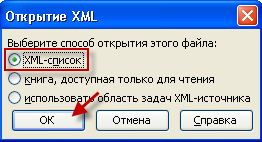 Открытие XML
Выберите способ открытия этого файла:
XML-список
книга, доступная только для чтения
использовать область задач XML-источника
ОК
Отмена
Справка